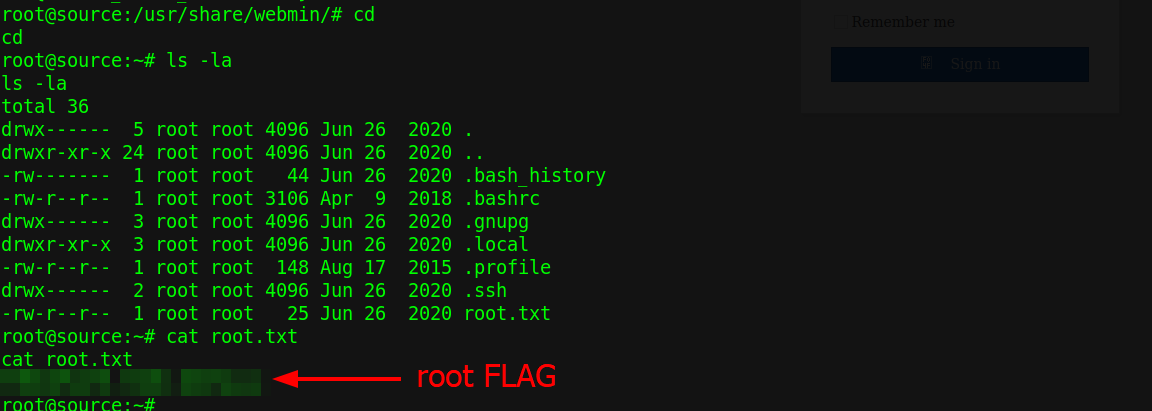 root@source:/usr/share/webmin/# cd
cd
root@source:~# ls -la
ls -la
total 36
drwx------  5 root root 4096 Jun 26  2020 .
drwxr-xr-x 24 root root 4096 Jun 26  2020 ..
-rw-------  1 root root   44 Jun 26  2020 .bash_history
-rw-r--r--  1 root root 3106 Apr  9  2018 .bashrc
drwx------  3 root root 4096 Jun 26  2020 .gnupg
drwxr-xr-x  3 root root 4096 Jun 26  2020 .local
-rw-r--r--  1 root root  148 Aug 17  2015 .profile
drwx------  2 root root 4096 Jun 26  2020 .ssh
-rw-r--r--  1 root root   25 Jun 26  2020 root.txt
root@source:~# cat root.txt
cat root.txt
root FLAG
root@source:~#
Remember me
Sign in